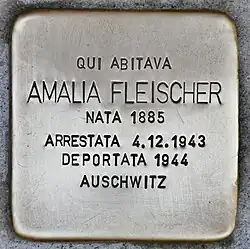 QUI ABITAVA
AMALIA FLEISCHER
NATA 1885
ARRESTATA 4.12.1943
DEPORTATA 1944
AUSCHWITZ